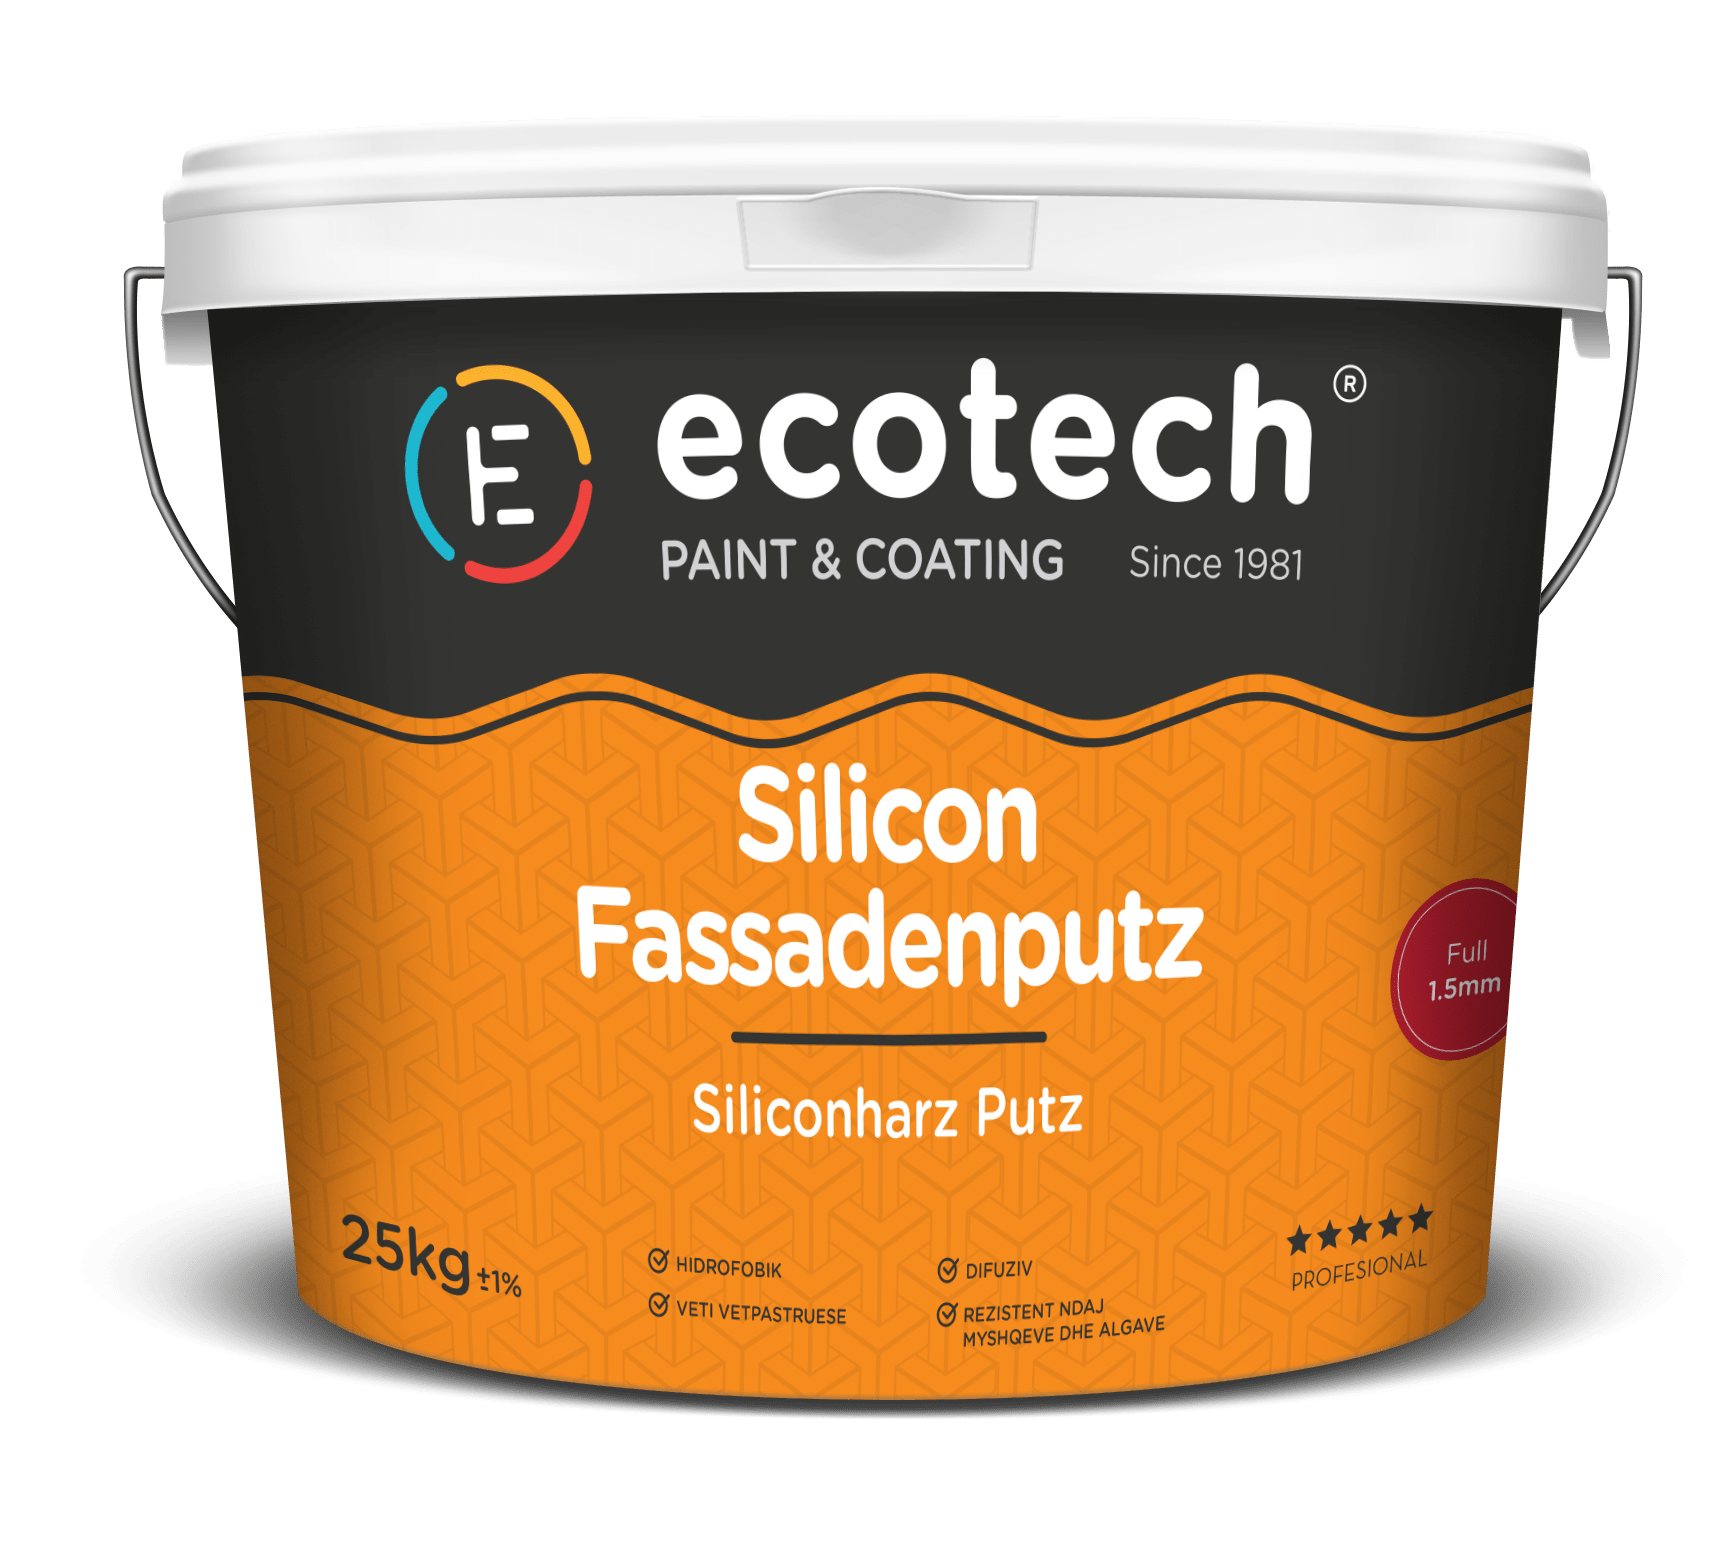 E
ecotech®
PAINT & COATING Since 1981
Silicon
Fassadenputz
Full
1.5mm
Siliconharz Putz
25kg ±1%
HIDROFOBIK
VETI VETPASTRUESE
DIFUZIV
REZISTENT NDAJ
MYSHQEVE DHE ALGAVE
PROFESIONAL